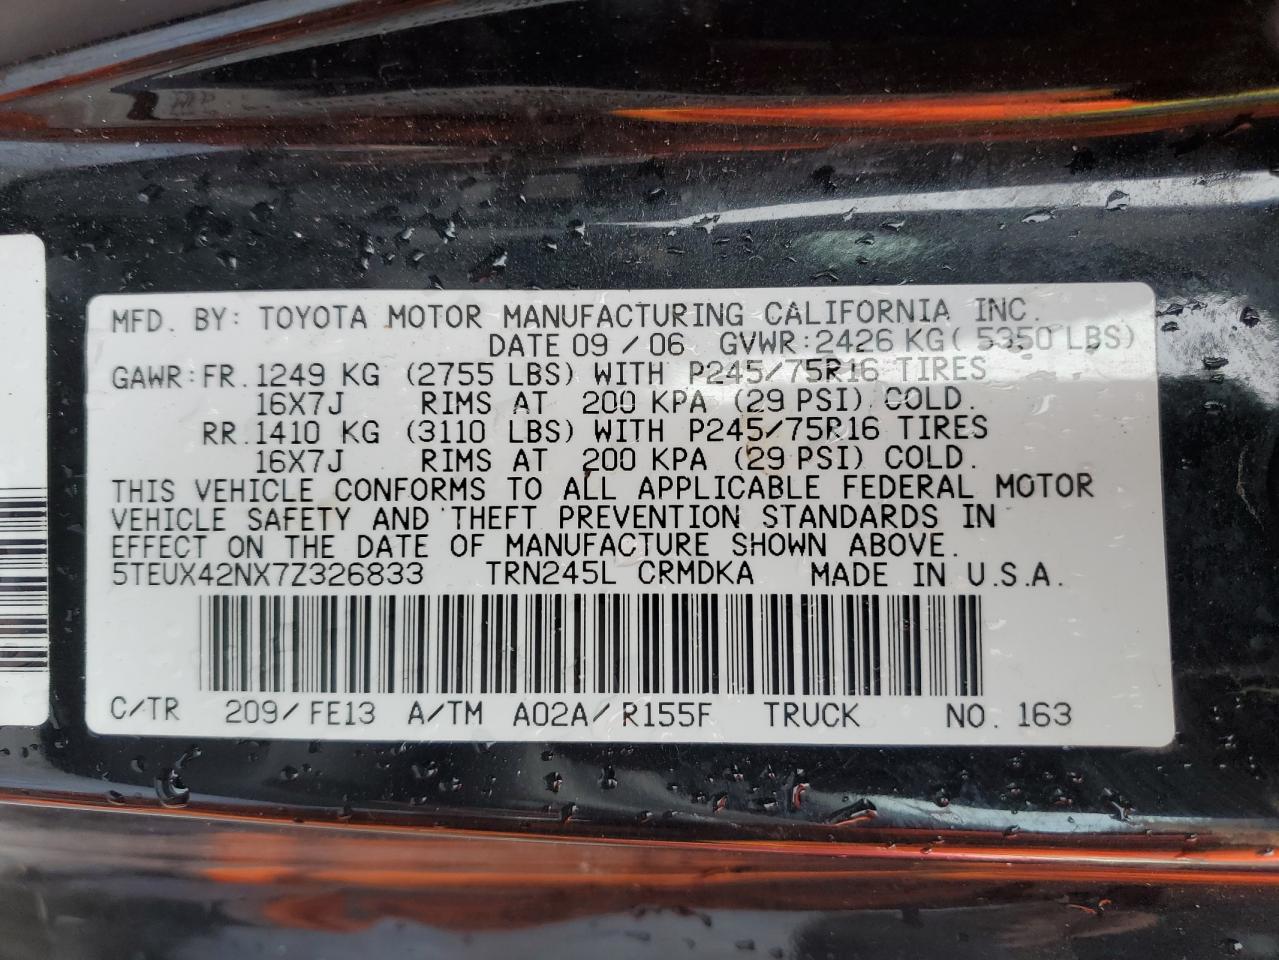 MFD. BY: TOYOTA MOTOR MANUFACTURING CALIFORNIA INC.
DATE 09 / 06 GVWR: 2426 KG ( 5350 LBS)
GAWR: FR. 1249 KG (2755 LBS) WITH P245/75R16 TIRES
16X7J RIMS AT 200 KPA (29 PSI) COLD.
RR. 1410 KG (3110 LBS) WITH P245/75R16 TIRES
16X7J RIMS AT 200 KPA (29 PSI) COLD.
THIS VEHICLE CONFORMS TO ALL APPLICABLE FEDERAL MOTOR
VEHICLE SAFETY AND THEFT PREVENTION STANDARDS IN
EFFECT ON THE DATE OF MANUFACTURE SHOWN ABOVE.
5TEUX42NX7Z326833 TRN245L CRMDKA MADE IN U.S.A.
C/TR 209/FE13 A/TM A02A/R155F TRUCK NO. 163